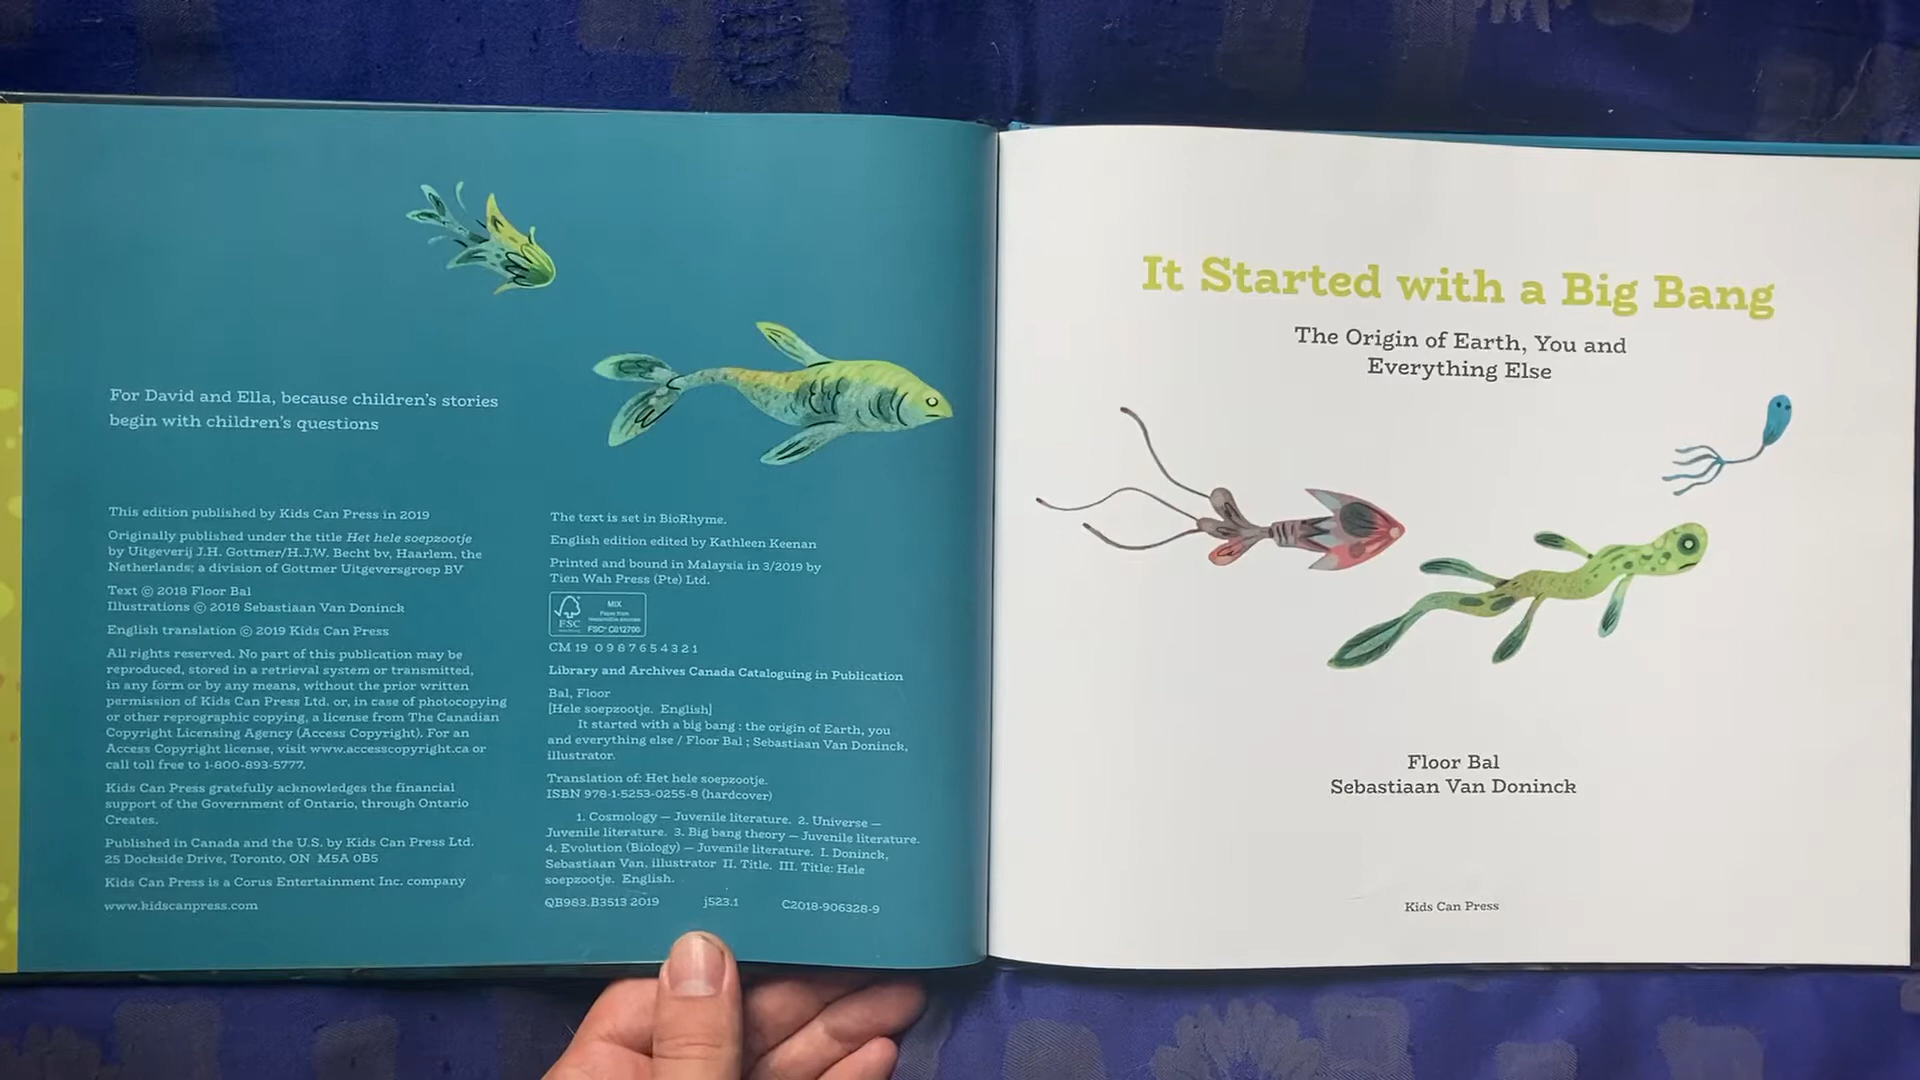 For David and Ella, because children's stories
begin with children's questions
This edition published by Kids Can Press in 2019
Originally published under the title Het hele soepzootje
by Uitgeverij J.H. Gottmer/H.J.W. Becht bv, Haarlem, the
Netherlands; a division of Gottmer Uitgeversgroep BV
Text © 2018 Floor Bal
Illustrations © 2018 Sebastiaan Van Doninck
English translation © 2019 Kids Can Press
All rights reserved. No part of this publication may be
reproduced, stored in a retrieval system or transmitted,
in any form or by any means, without the prior written
permission of Kids Can Press Ltd. or, in case of photocopying
or other reprographic copying, a license from The Canadian
Copyright Licensing Agency (Access Copyright). For an
Access Copyright license, visit www.accesscopyright.ca or
call toll free to 1-800-893-5777.
Kids Can Press gratefully acknowledges the financial
support of the Government of Ontario, through Ontario
Creates.
Published in Canada and the U.S. by Kids Can Press Ltd.
25 Dockside Drive, Toronto, ON M5A 0B5
Kids Can Press is a Corus Entertainment Inc. company
www.kidscanpress.com
The text is set in BioRhyme.
English edition edited by Kathleen Keenan
Printed and bound in Malaysia in 3/2019 by
Tien Wah Press (Pte) Ltd.
FSC
MIX
Paper from
responsible sources
FSC® C012700
CM 19 0 9 8 7 6 5 4 3 2 1
Library and Archives Canada Cataloguing in Publication
Bal, Floor
[Hele soepzootje. English]
It started with a big bang : the origin of Earth, you
and everything else / Floor Bal ; Sebastiaan Van Doninck,
illustrator.
Translation of: Het hele soepzootje.
ISBN 978-1-5253-0255-8 (hardcover)
1. Cosmology — Juvenile literature. 2. Universe —
Juvenile literature. 3. Big bang theory — Juvenile literature.
4. Evolution (Biology) — Juvenile literature. I. Doninck,
Sebastiaan Van, illustrator II. Title. III. Title: Hele
soepzootje. English.
QB983.B3513 2019 j523.1 C2018-906328-9
It Started with a Big Bang
The Origin of Earth, You and
Everything Else
Floor Bal
Sebastiaan Van Doninck
Kids Can Press